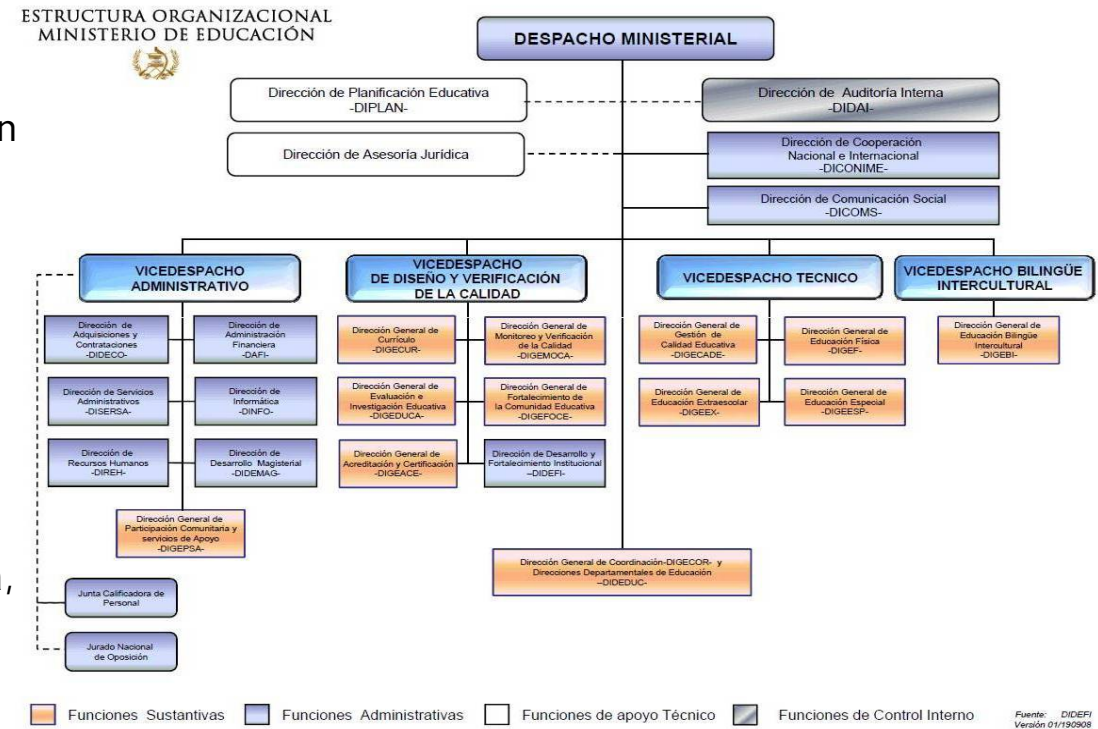 ESTRUCTURA ORGANIZACIONAL
MINISTERIO DE EDUCACIÓN
DESPACHO MINISTERIAL
Dirección de Planificación Educativa
-DIPLAN-
Dirección de Auditoría Interna
-DIDAI-
Dirección de Asesoría Jurídica
Dirección de Cooperación
Nacional e Internacional
-DICONIME-
Dirección de Comunicación Social
-DICOMS-
VICEDESPACHO
ADMINISTRATIVO
VICEDESPACHO
DE DISEÑO Y VERIFICACIÓN
DE LA CALIDAD
VICEDESPACHO TECNICO
VICEDESPACHO BILINGÜE
INTERCULTURAL
Dirección de
Adquisiciones y
Contrataciones
-DIDECO-
Dirección de
Administración
Financiera
-DAFI-
Dirección de Servicios
Administrativos
-DISERSA-
Dirección de
Informática
-DINFO-
Dirección de
Recursos Humanos
-DIREH-
Dirección de
Desarrollo Magisterial
-DIDEMAG-
Dirección General de
Participación Comunitaria y
servicios de Apoyo
-DIGEPSA-
Dirección General de
Currículo
-DIGECUR-
Dirección General de
Monitoreo y Verificación
de la Calidad
-DIGEMOCA-
Dirección General de
Evaluación e
Investigación Educativa
-DIGEDUCA-
Dirección General de
Fortalecimiento de
la Comunidad Educativa
-DIGEFOCE-
Dirección General de
Acreditación y Certificación
-DIGEACE-
Dirección de Desarrollo y
Fortalecimiento Institucional
–DIDEFI-
Dirección General de
Gestión de
Calidad Educativa
-DIGECADE-
Dirección General de
Educación Física
-DIGEF-
Dirección General de
Educación Extraescolar
-DIGEEX-
Dirección General de
Educación Especial
-DIGEESP-
Dirección General de
Educación Bilingüe
Intercultural
-DIGEBI-
Dirección General de Coordinación-DIGECOR- y
Direcciones Departamentales de Educación
–DIDEDUC-
Junta Calificadora de
Personal
Jurado Nacional
de Oposición
Funciones Sustantivas
Funciones Administrativas
Funciones de apoyo Técnico
Funciones de Control Interno
Fuente: DIDEFI
Versión 01/190908